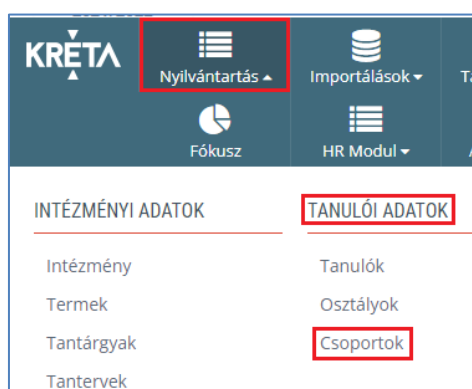 KRÉTA
Nyilvántartás
Importálások
Fókusz
HR Modul
INTÉZMÉNYI ADATOK
TANULÓI ADATOK
Intézmény
Tanulók
Termek
Osztályok
Tantárgyak
Csoportok
Tantervek